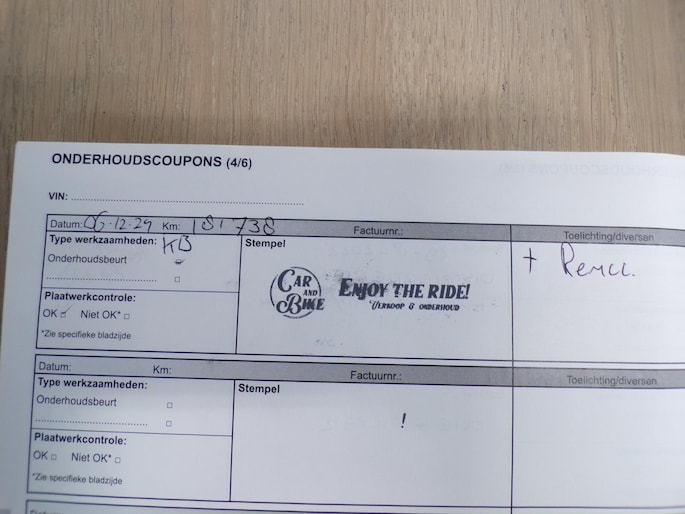 ONDERHOUDSCOUPONS (4/6)
VIN:
Datum: 06-12-24 Km: 181738 Factuurnr.: Toelichting/diversen
Type werkzaamheden: KB
Stempel
+ Remcc.
Onderhoudsbeurt
CAR AND BIKE
ENJOY THE RIDE!
VERKOOP & ONDERHOUD
Plaatwerkcontrole:
OK Niet OK*
*Zie specifieke bladzijde
Datum: Km: Factuurnr.: Toelichting/diversen
Type werkzaamheden:
Stempel
Onderhoudsbeurt
!
Plaatwerkcontrole:
OK Niet OK*
*Zie specifieke bladzijde